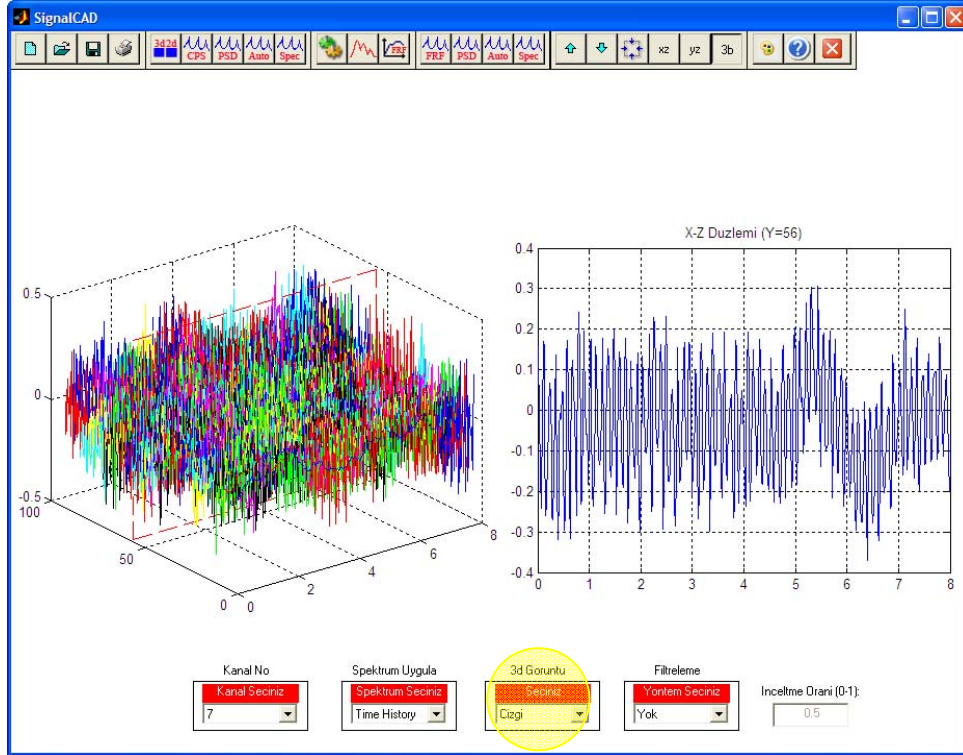 SignalCAD
3d2d CPS PSD Auto Spec FRF FRF PSD Auto Spec xz yz 3b
X-Z Duzlemi (Y=56)
0.5
0
-0.5
100
50
0
0
2
4
6
8
0.4
0.3
0.2
0.1
0
-0.1
-0.2
-0.3
-0.4
0 1 2 3 4 5 6 7 8
Kanal No Spektrum Uygula 3d Goruntu Filtreleme
Kanal Seciniz Spektrum Seciniz Seciniz Yontem Seciniz Inceltme Orani (0-1):
7 Time History Cizgi Yok 0.5